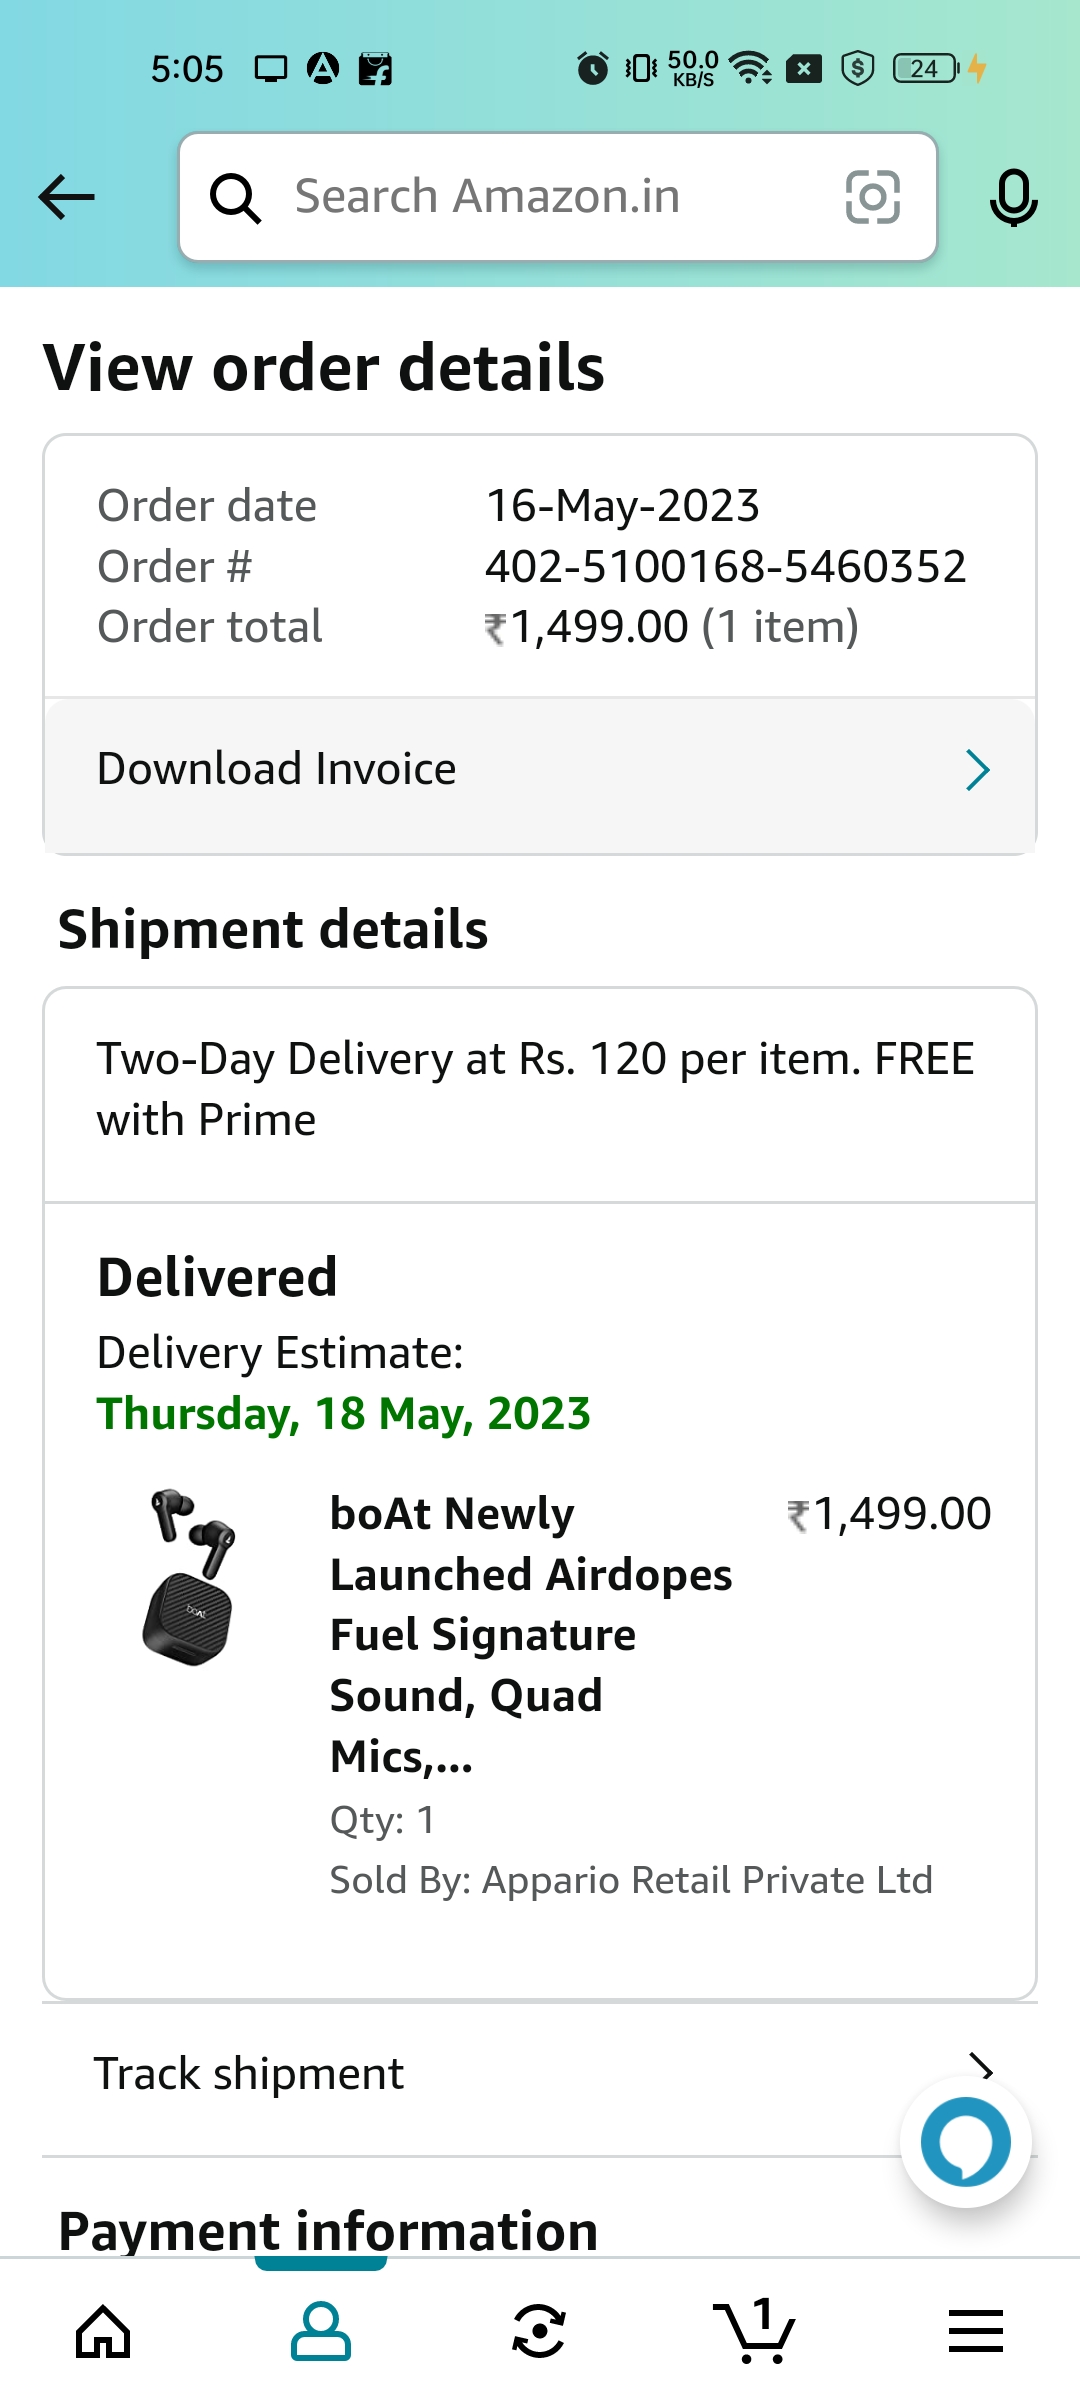 5:05 50.0 KB/S 24
Search Amazon.in
View order details
Order date 16-May-2023
Order # 402-5100168-5460352
Order total ₹1,499.00 (1 item)
Download Invoice
Shipment details
Two-Day Delivery at Rs. 120 per item. FREE
with Prime
Delivered
Delivery Estimate:
Thursday, 18 May, 2023
boAt Newly ₹1,499.00
Launched Airdopes
Fuel Signature
Sound, Quad
Mics,...
Qty: 1
Sold By: Appario Retail Private Ltd
boAt
Track shipment
Payment information
1